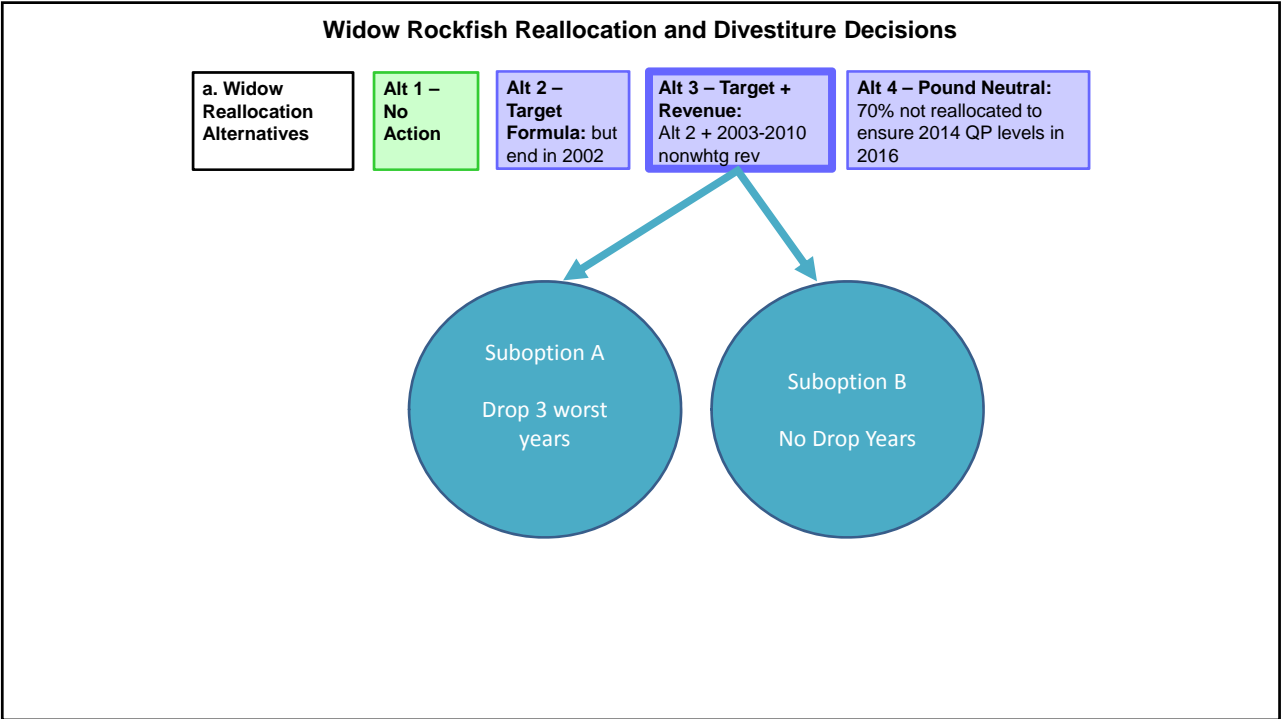 Widow Rockfish Reallocation and Divestiture Decisions
a. Widow
Reallocation
Alternatives
Alt 1 –
No
Action
Alt 2 –
Target
Formula: but
end in 2002
Alt 3 – Target +
Revenue:
Alt 2 + 2003-2010
nonwhtg rev
Alt 4 – Pound Neutral:
70% not reallocated to
ensure 2014 QP levels in
2016
Suboption A
Drop 3 worst
years
Suboption B
No Drop Years